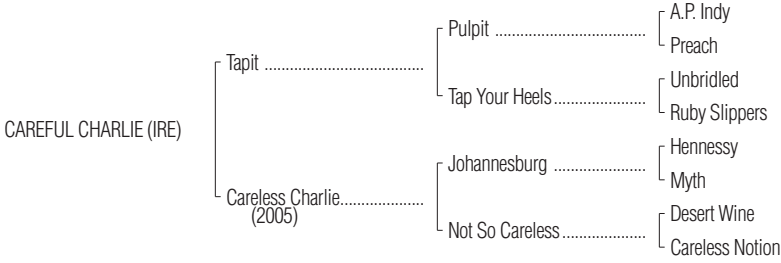 A.P. Indy
Pulpit ......................................
Preach
Tapit ........................................
Unbridled
Tap Your Heels.......................
Ruby Slippers
CAREFUL CHARLIE (IRE)
Hennessy
Johannesburg .......................
Myth
Careless Charlie.....................
(2005)
Desert Wine
Not So Careless.....................
Careless Notion